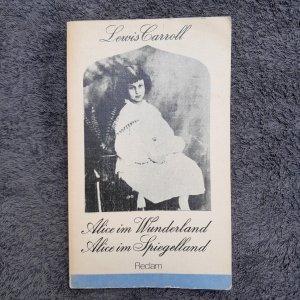 Lewis Carroll
Alice im Wunderland
Alice im Spiegelland
Reclam